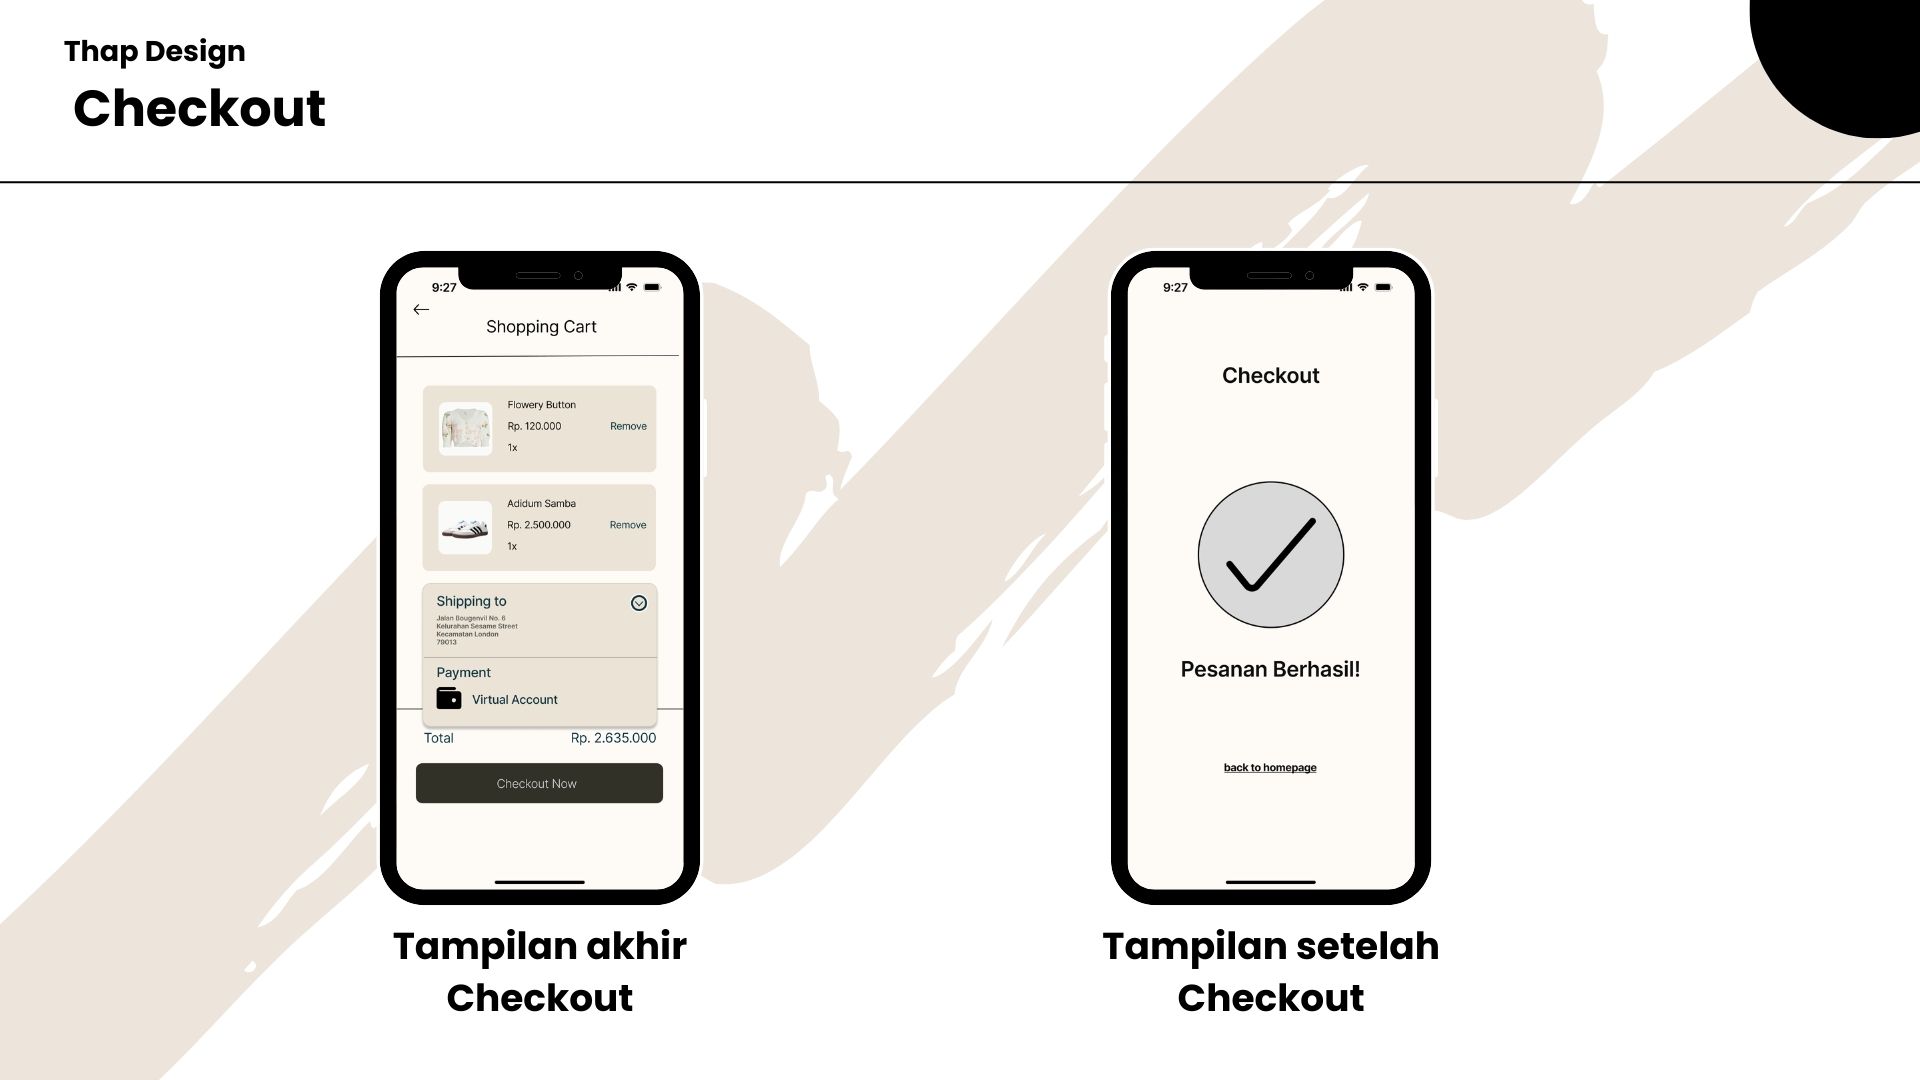 Thap Design
Checkout
9:27
Shopping Cart
Flowery Button
Rp. 120.000
Remove
1x
Adidum Samba
Rp. 2.500.000
Remove
1x
Shipping to
Jalan Bougenvil No. 6
Kelurahan Sesame Street
Kecamatan London
79013
Payment
Virtual Account
Total Rp. 2.635.000
Checkout Now
Tampilan akhir
Checkout
9:27
Checkout
Pesanan Berhasil!
back to homepage
Tampilan setelah
Checkout